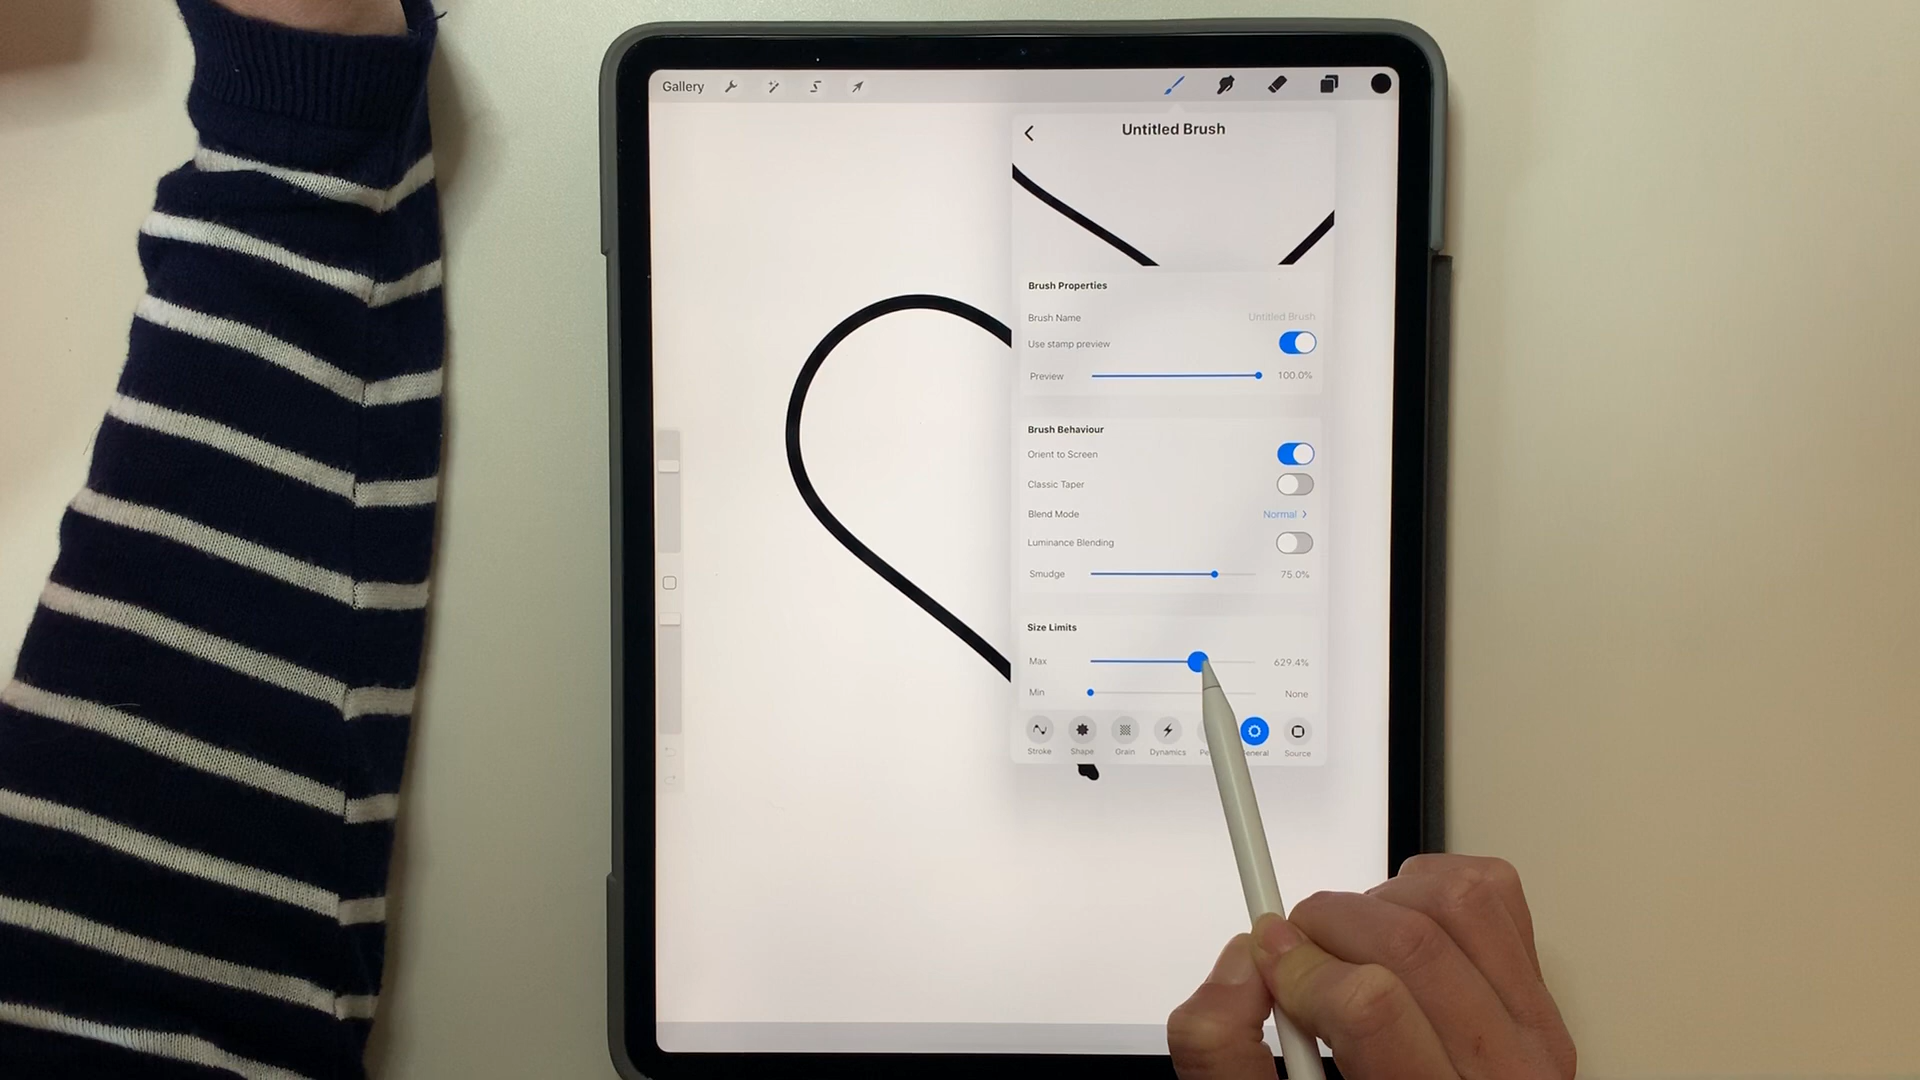 Gallery
Untitled Brush
Brush Properties
Brush Name Untitled Brush
Use stamp preview
Preview 100.0%
Brush Behaviour
Orient to Screen
Classic Taper
Blend Mode Normal >
Luminance Blending
Smudge 75.0%
Size Limits
Max 629.4%
Min None
Stroke Shape Grain Dynamics Pe eneral Source